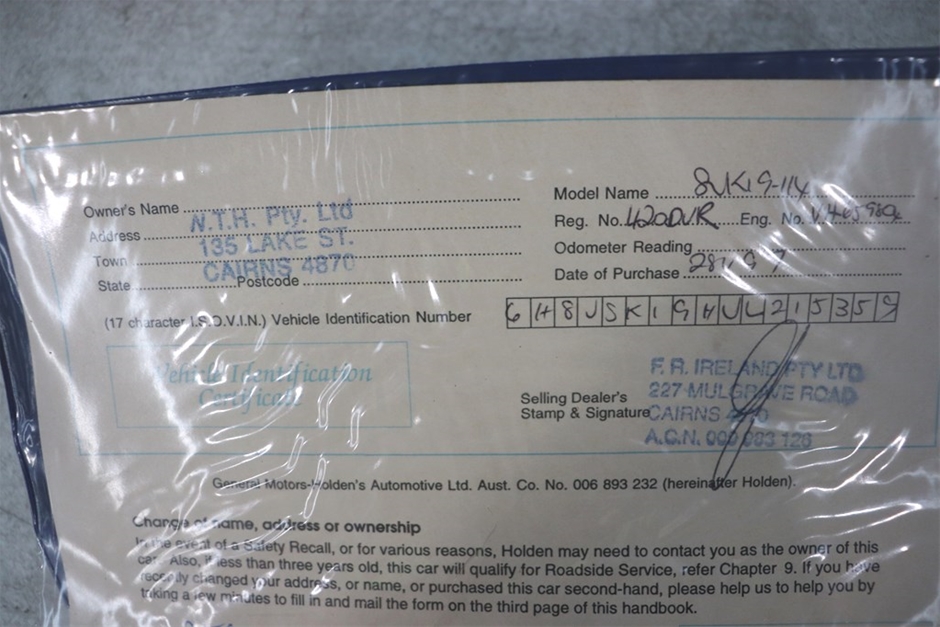 Owner's Name N.T.H. Pty. Ltd
Address 135 LAKE ST.
Town CAIRNS 4870
State Postcode
Model Name 8VK19-114
Reg. No. 420DVR Eng. No.
Odometer Reading
Date of Purchase
(17 character I.S.O.V.I.N.) Vehicle Identification Number 6H8VSK19HVL215359
Vehicle Identification
Certificate
Selling Dealer's
Stamp & Signature
F. R. IRELAND PTY LTD
227 MULGRAVE ROAD
CAIRNS
A.C.N.
General Motors-Holden's Automotive Ltd. Aust. Co. No. 006 893 232 (hereinafter Holden).
Change of name, address or ownership
In the event of a Safety Recall, or for various reasons, Holden may need to contact you as the owner of this
car. Also, if less than three years old, this car will qualify for Roadside Service, refer Chapter 9. If you have
recently changed your address, or name, or purchased this car second-hand, please help us to help you by
taking a few minutes to fill in and mail the form on the third page of this handbook.